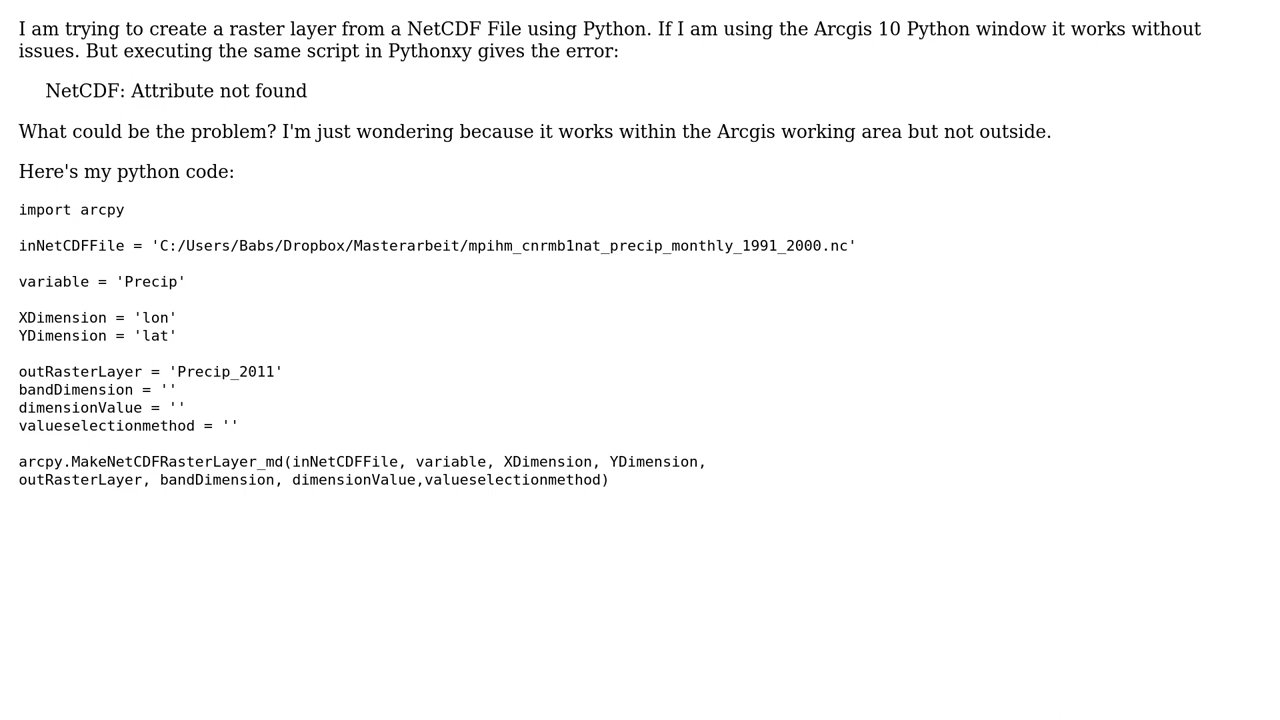 I am trying to create a raster layer from a NetCDF File using Python. If I am using the Arcgis 10 Python window it works without
issues. But executing the same script in Pythonxy gives the error:
NetCDF: Attribute not found
What could be the problem? I'm just wondering because it works within the Arcgis working area but not outside.
Here's my python code:
import arcpy
inNetCDFFile = 'C:/Users/Babs/Dropbox/Masterarbeit/mpihm_cnrmb1nat_precip_monthly_1991_2000.nc'
variable = 'Precip'
XDimension = 'lon'
YDimension = 'lat'
outRasterLayer = 'Precip_2011'
bandDimension = ''
dimensionValue = ''
valueselectionmethod = ''
arcpy.MakeNetCDFRasterLayer_md(inNetCDFFile, variable, XDimension, YDimension,
outRasterLayer, bandDimension, dimensionValue,valueselectionmethod)